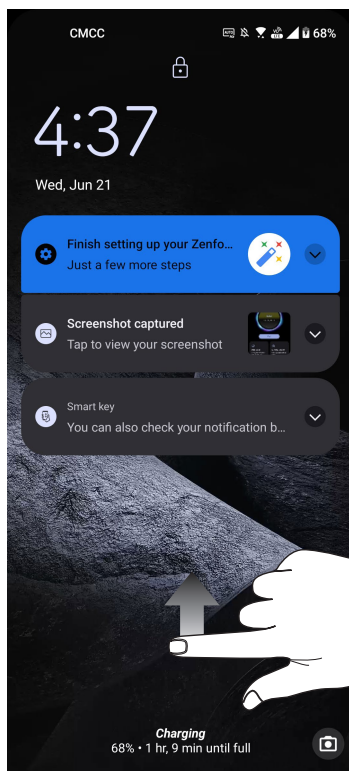 CMCC 68%
4:37
Wed, Jun 21
Finish setting up your Zenfo...
Just a few more steps
Screenshot captured
Tap to view your screenshot
Smart key
You can also check your notification b...
Charging
68% • 1 hr, 9 min until full